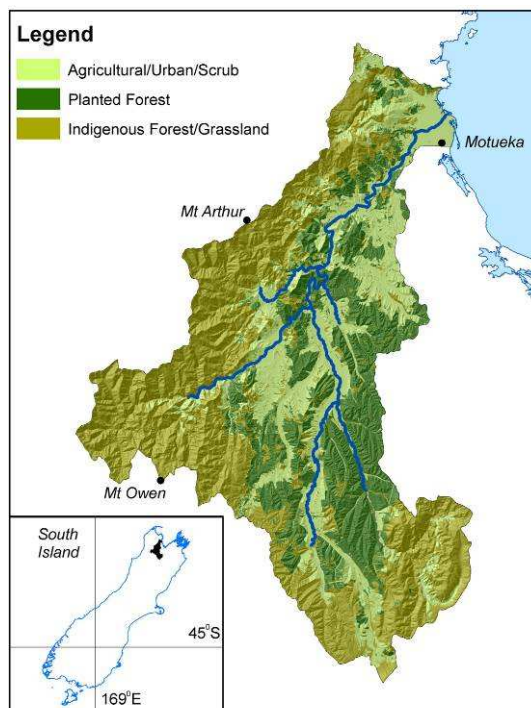 Legend
Agricultural/Urban/Scrub
Planted Forest
Indigenous Forest/Grassland
Motueka
Mt Arthur
Mt Owen
South
Island
45°S
169°E